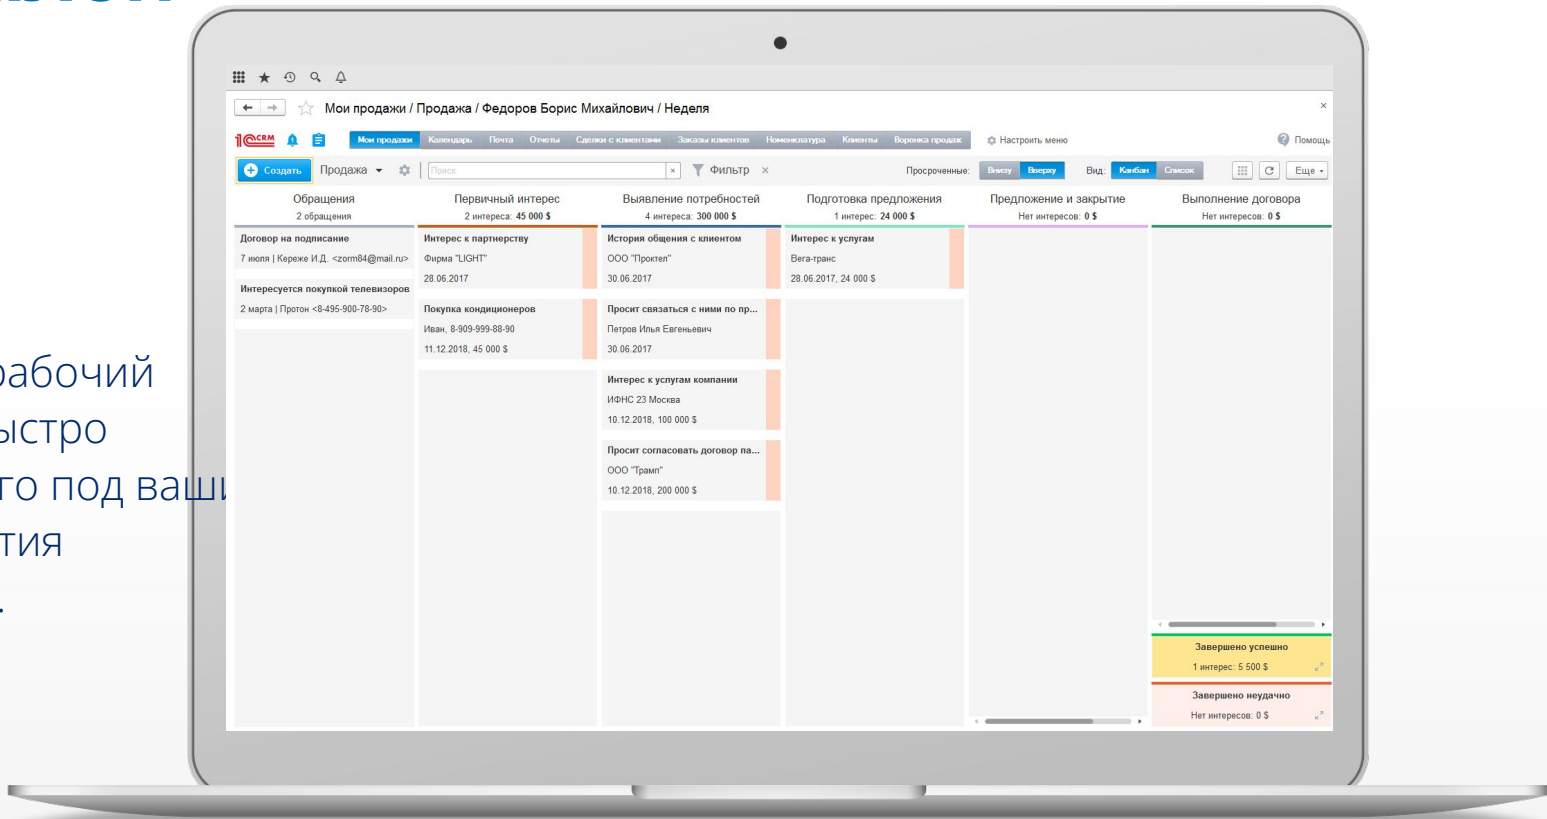 Мои продажи / Продажа / Федоров Борис Михайлович / Неделя
1С:CRM Мои продажи Календарь Почта Отчеты Сделки с клиентами Заказы клиентов Номенклатура Клиенты Воронка продаж Настроить меню Помощь
Создать Продажа Поиск Фильтр Просроченные: Внизу Вверху Вид: Канбан Список Еще
Обращения
2 обращения
Договор на подписание
7 июля | Кереже И.Д. <zorm84@mail.ru>
Интересуется покупкой телевизоров
2 марта | Протон <8-495-900-78-90>
Первичный интерес
2 интереса: 45 000 $
Интерес к партнерству
Фирма "LIGHT"
28.06.2017
Покупка кондиционеров
Иван, 8-909-999-88-90
11.12.2018, 45 000 $
Выявление потребностей
4 интереса: 300 000 $
История общения с клиентом
ООО "Проктел"
30.06.2017
Просит связаться с ними по пр...
Петров Илья Евгеньевич
30.06.2017
Интерес к услугам компании
ИФНС 23 Москва
10.12.2018, 100 000 $
Просит согласовать договор па...
ООО "Трамп"
10.12.2018, 200 000 $
Подготовка предложения
1 интерес: 24 000 $
Интерес к услугам
Вега-транс
28.06.2017, 24 000 $
Предложение и закрытие
Нет интересов: 0 $
Выполнение договора
Нет интересов: 0 $
Завершено успешно
1 интерес: 5 500 $
Завершено неудачно
Нет интересов: 0 $
рабочий
ыстро
го под ваши
тия
.